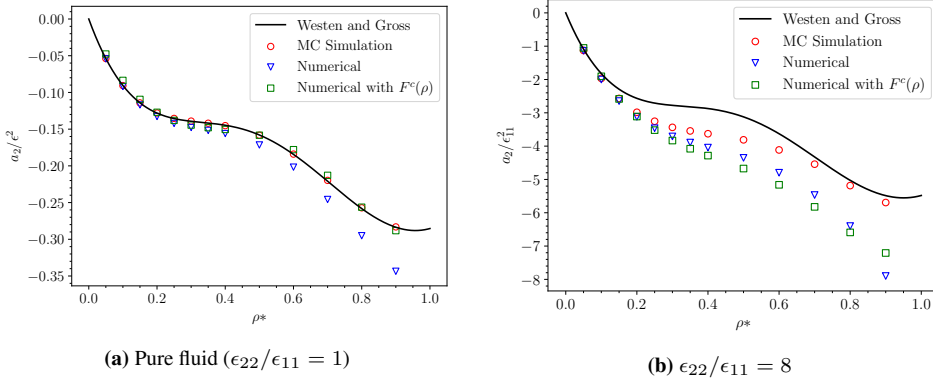 0.00
−0.05
−0.10
−0.15
−0.20
−0.25
−0.30
−0.35
a₂/ϵ²
Westen and Gross
MC Simulation
Numerical
Numerical with Fᶜ(ρ)
0.0 0.2 0.4 0.6 0.8 1.0
ρ*
(a) Pure fluid (ϵ₂₂/ϵ₁₁ = 1)
0
−1
−2
−3
−4
−5
−6
−7
−8
a₂/ϵ²₁₁
Westen and Gross
MC Simulation
Numerical
Numerical with Fᶜ(ρ)
0.0 0.2 0.4 0.6 0.8 1.0
ρ*
(b) ϵ₂₂/ϵ₁₁ = 8